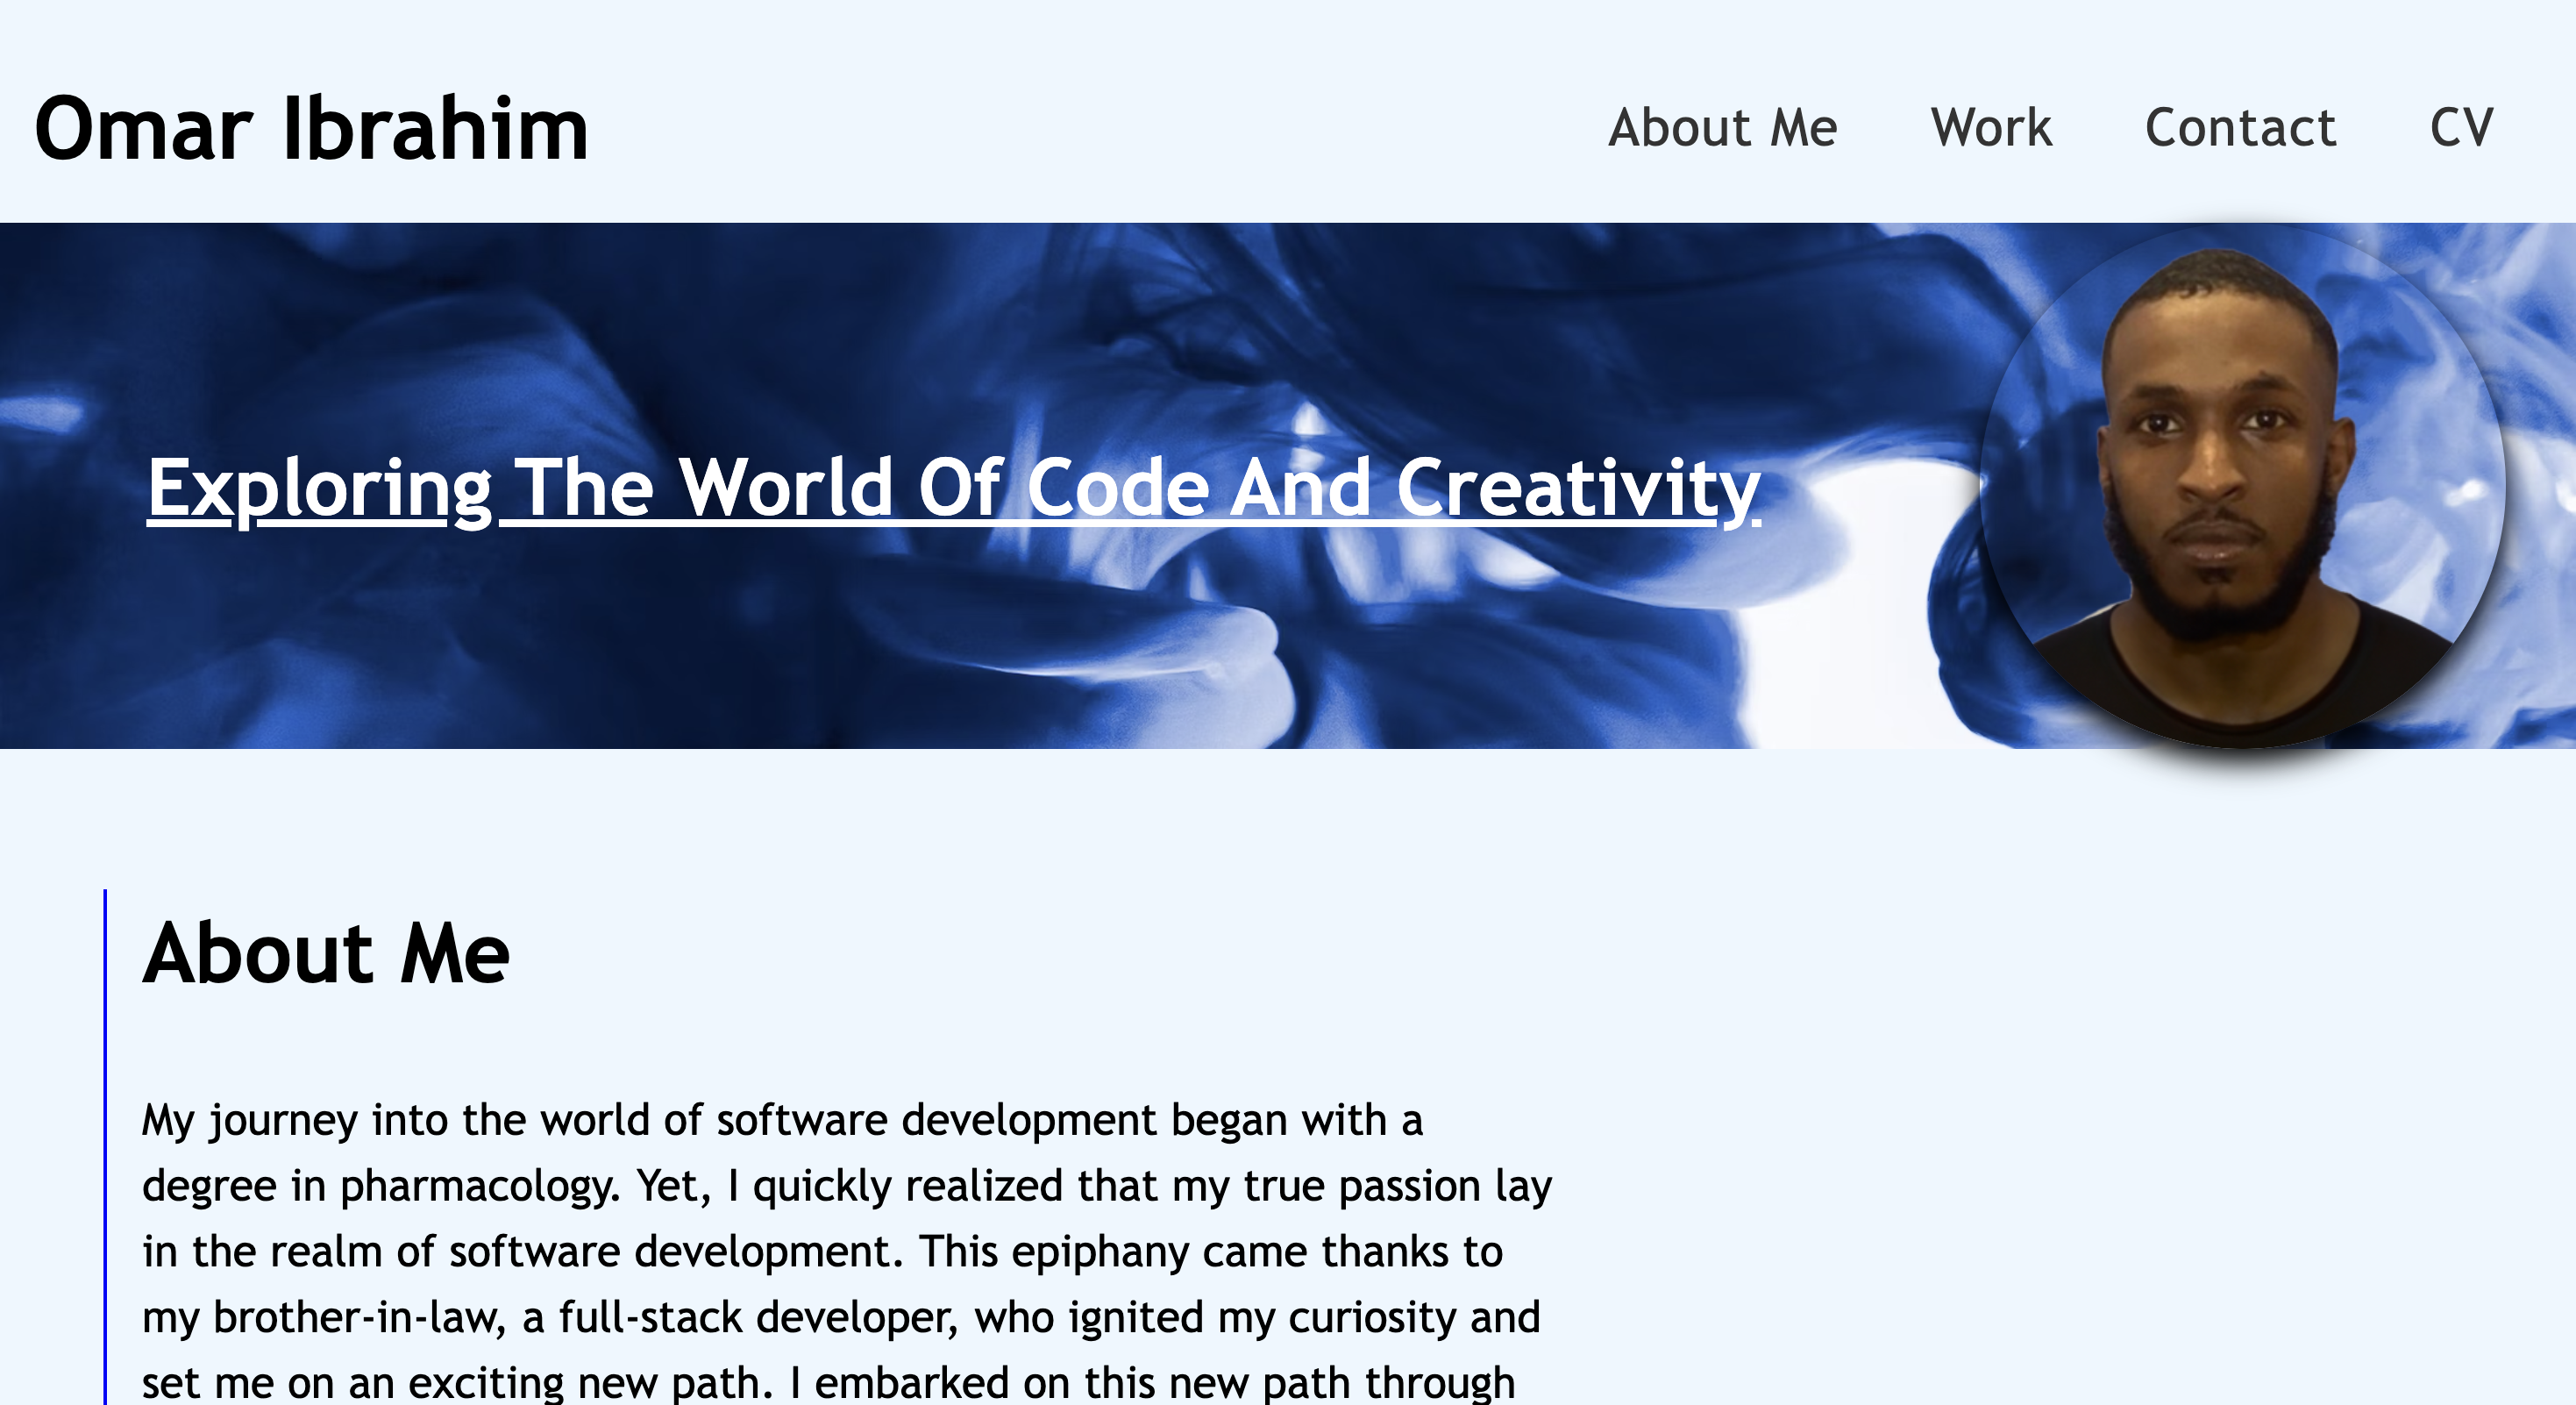 Omar Ibrahim
About Me
Work
Contact
CV
Exploring The World Of Code And Creativity
About Me
My journey into the world of software development began with a
degree in pharmacology. Yet, I quickly realized that my true passion lay
in the realm of software development. This epiphany came thanks to
my brother-in-law, a full-stack developer, who ignited my curiosity and
set me on an exciting new path. I embarked on this new path through